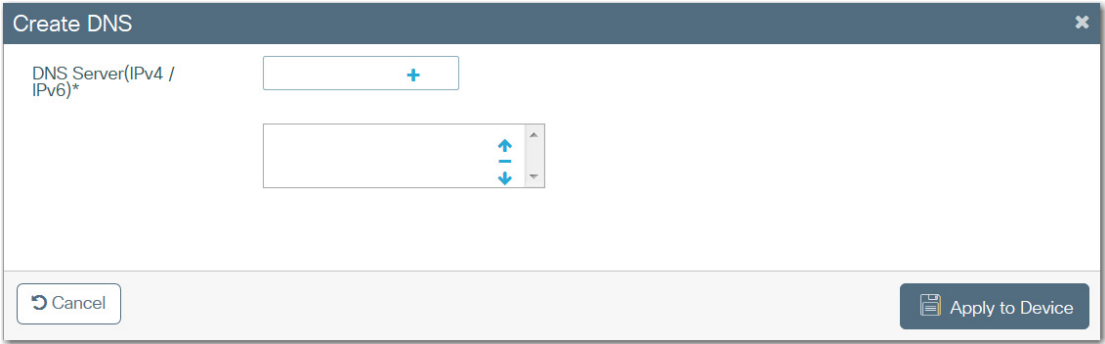 Create DNS
DNS Server(IPv4 /
IPv6)*
Cancel
Apply to Device